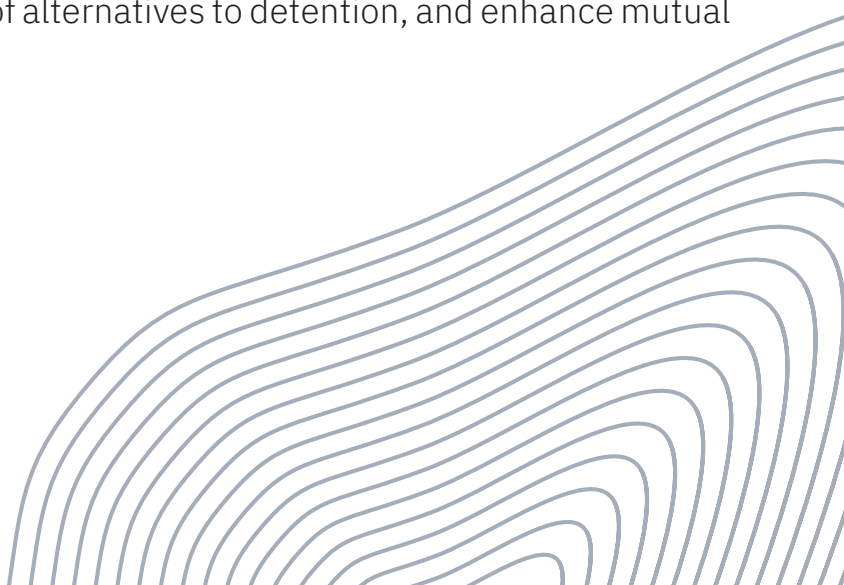 of alternatives to detention, and enhance mutual